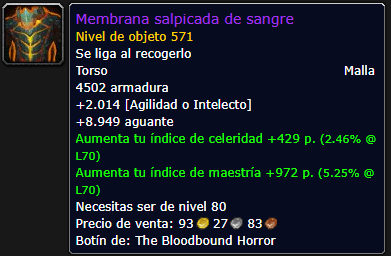 Membrana salpicada de sangre
Nivel de objeto 571
Se liga al recogerlo
Torso Malla
4502 armadura
+2.014 [Agilidad o Intelecto]
+8.949 aguante
Aumenta tu índice de celeridad +429 p. (2.46% @
L70)
Aumenta tu índice de maestría +972 p. (5.25% @
L70)
Necesitas ser de nivel 80
Precio de venta: 93 27 83
Botín de: The Bloodbound Horror